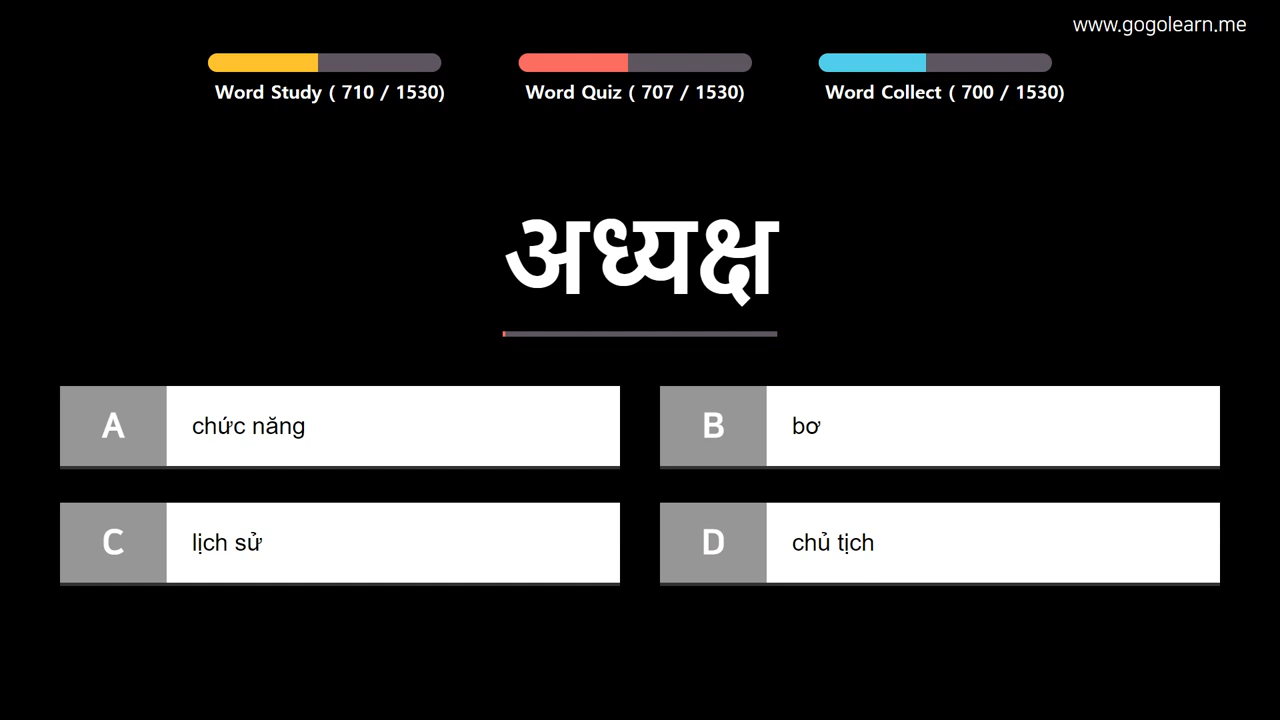 www.gogolearn.me
Word Study ( 710 / 1530)
Word Quiz ( 707 / 1530)
Word Collect ( 700 / 1530)
अध्यक्ष
A chức năng
B bơ
C lịch sử
D chủ tịch